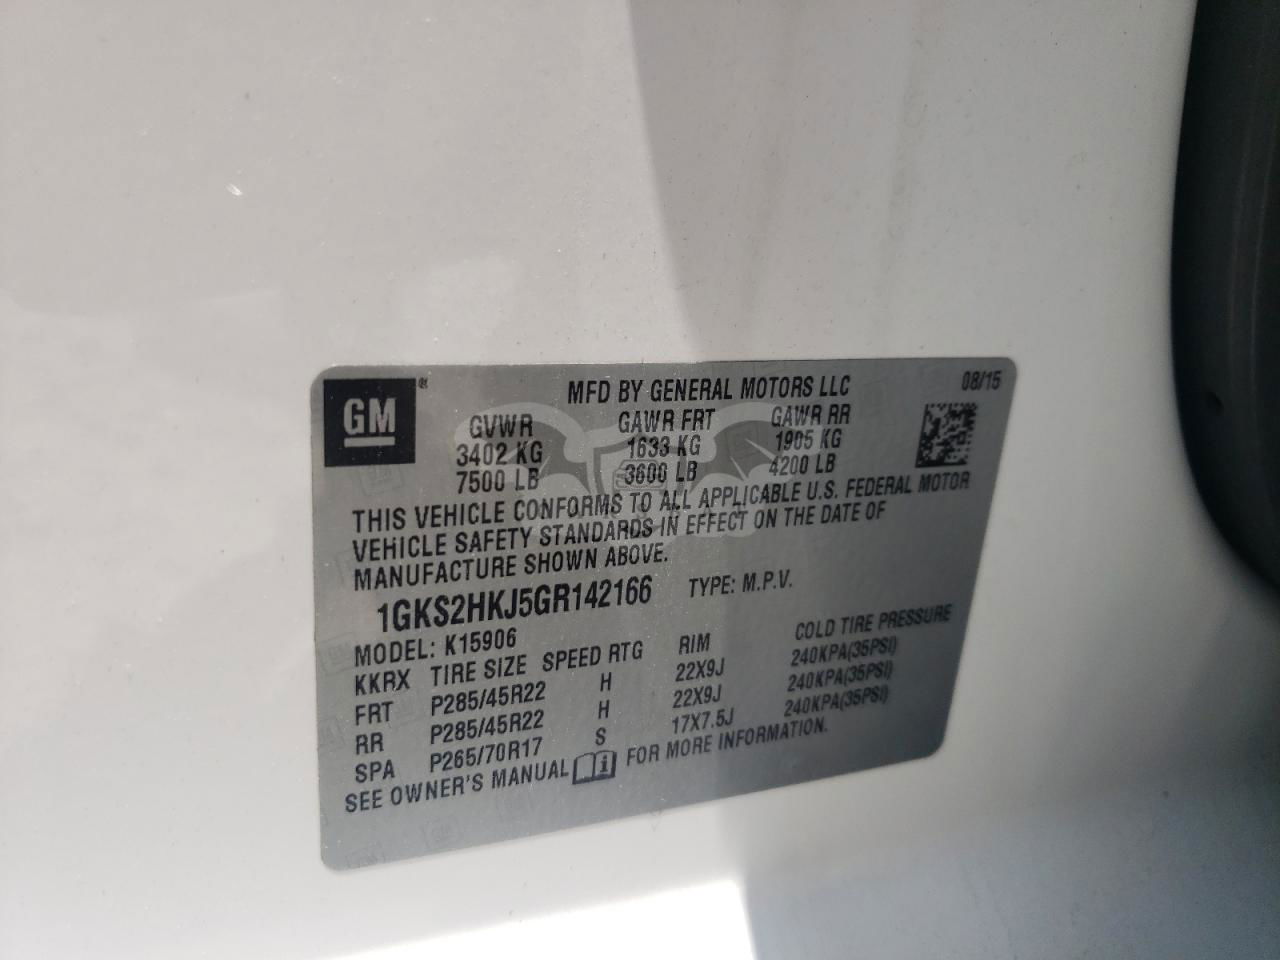 GM ® MFD BY GENERAL MOTORS LLC 08/15
GVWR GAWR FRT GAWR RR
3402 KG 1633 KG 1905 KG
7500 LB 3600 LB 4200 LB
THIS VEHICLE CONFORMS TO ALL APPLICABLE U.S. FEDERAL MOTOR
VEHICLE SAFETY STANDARDS IN EFFECT ON THE DATE OF
MANUFACTURE SHOWN ABOVE.
1GKS2HKJ5GR142166 TYPE: M.P.V.
MODEL: K15906
KKRX TIRE SIZE SPEED RTG RIM COLD TIRE PRESSURE
FRT P285/45R22 H 22X9J 240KPA(35PSI)
RR P285/45R22 H 22X9J 240KPA(35PSI)
SPA P265/70R17 S 17X7.5J 240KPA(35PSI)
SEE OWNER'S MANUAL FOR MORE INFORMATION.